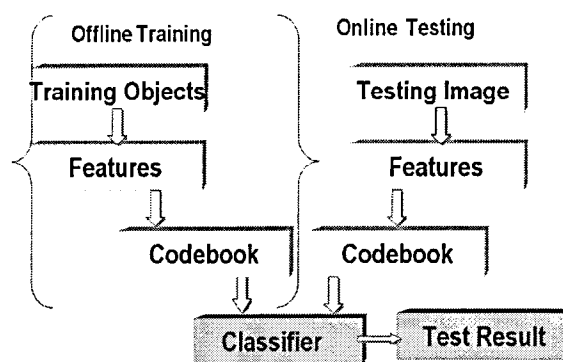 Offline Training
Online Testing
Training Objects
Testing Image
Features
Features
Codebook
Codebook
Classifier
Test Result